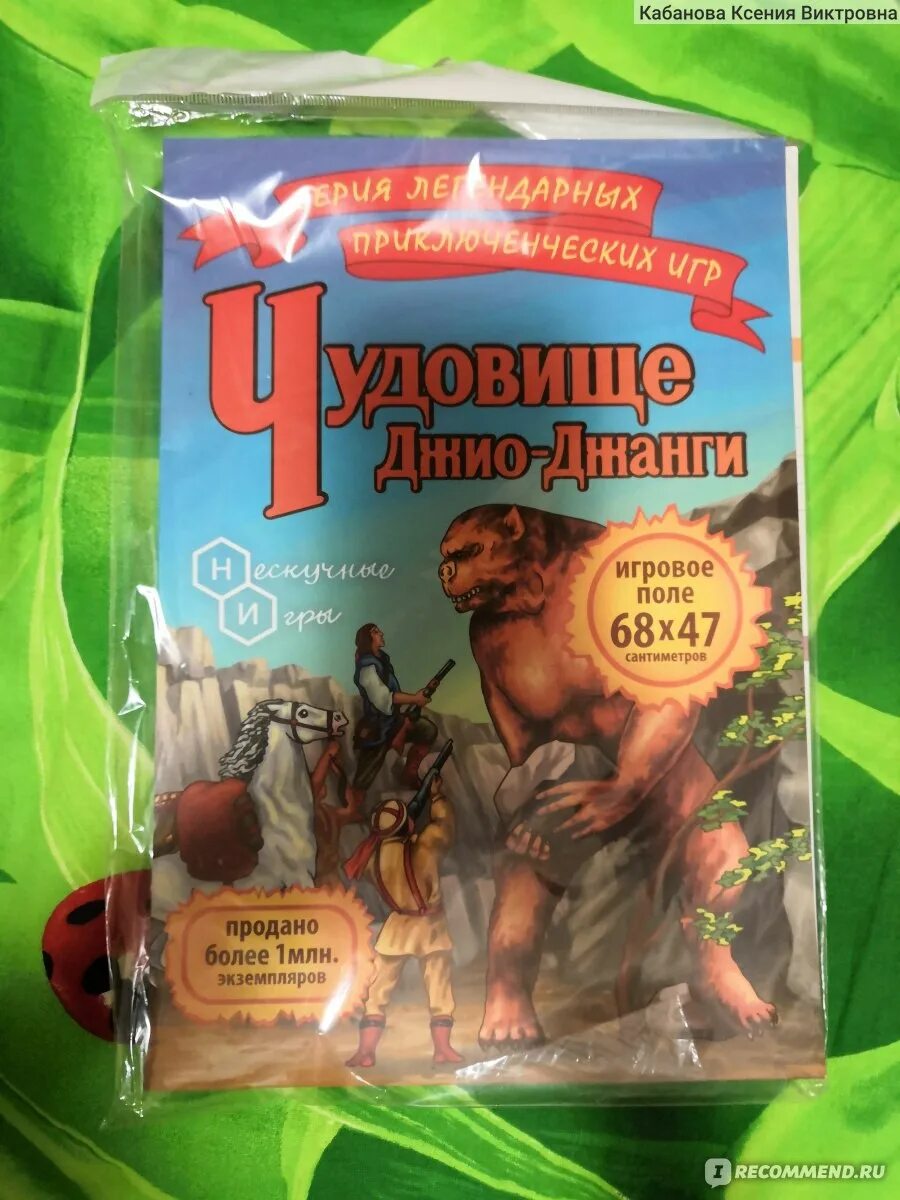 Кабанова Ксения Виктровна
ЕРИЯ ЛЕГЕНДАРНЫХ
ПРИКЛЮЧЕНЧЕСКИХ ИГР
ЧУДОВИЩЕ
Джио-Джанги
Нескучные
Игры
игровое
поле
68x47
сантиметров
продано
более 1млн.
экземпляров
I RECOMMEND.RU